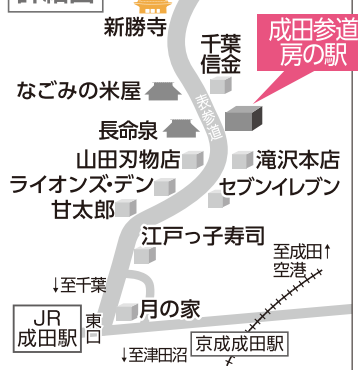 新勝寺
成田参道
房の駅
千葉
信金
なごみの米屋
表参道
長命泉
山田刃物店
滝沢本店
ライオンズ・デン
セブンイレブン
甘太郎
江戸っ子寿司
至成田↑
空港
↓至千葉
JR
成田駅
東口
月の家
↓至津田沼
京成成田駅